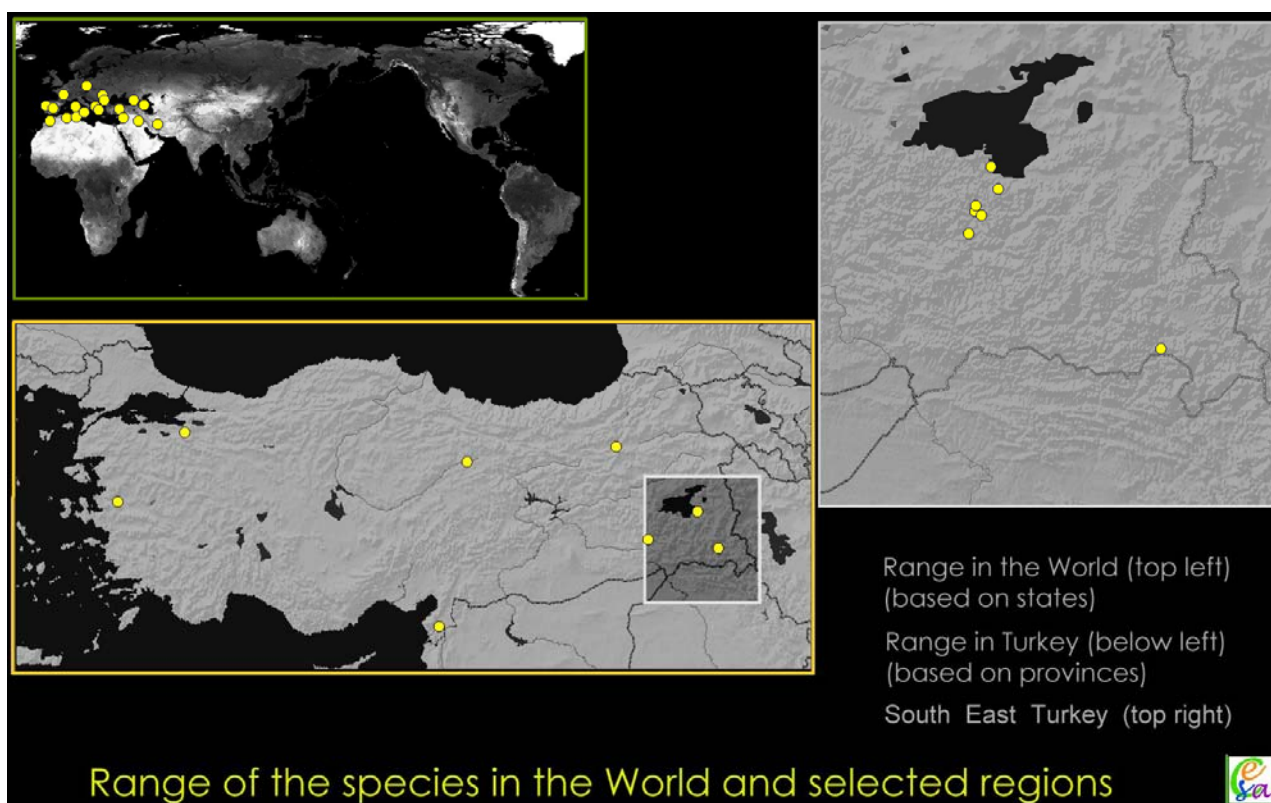 Range in the World (top left)
(based on states)
Range in Turkey (below left)
(based on provinces)
South East Turkey (top right)
Range of the species in the World and selected regions
esa